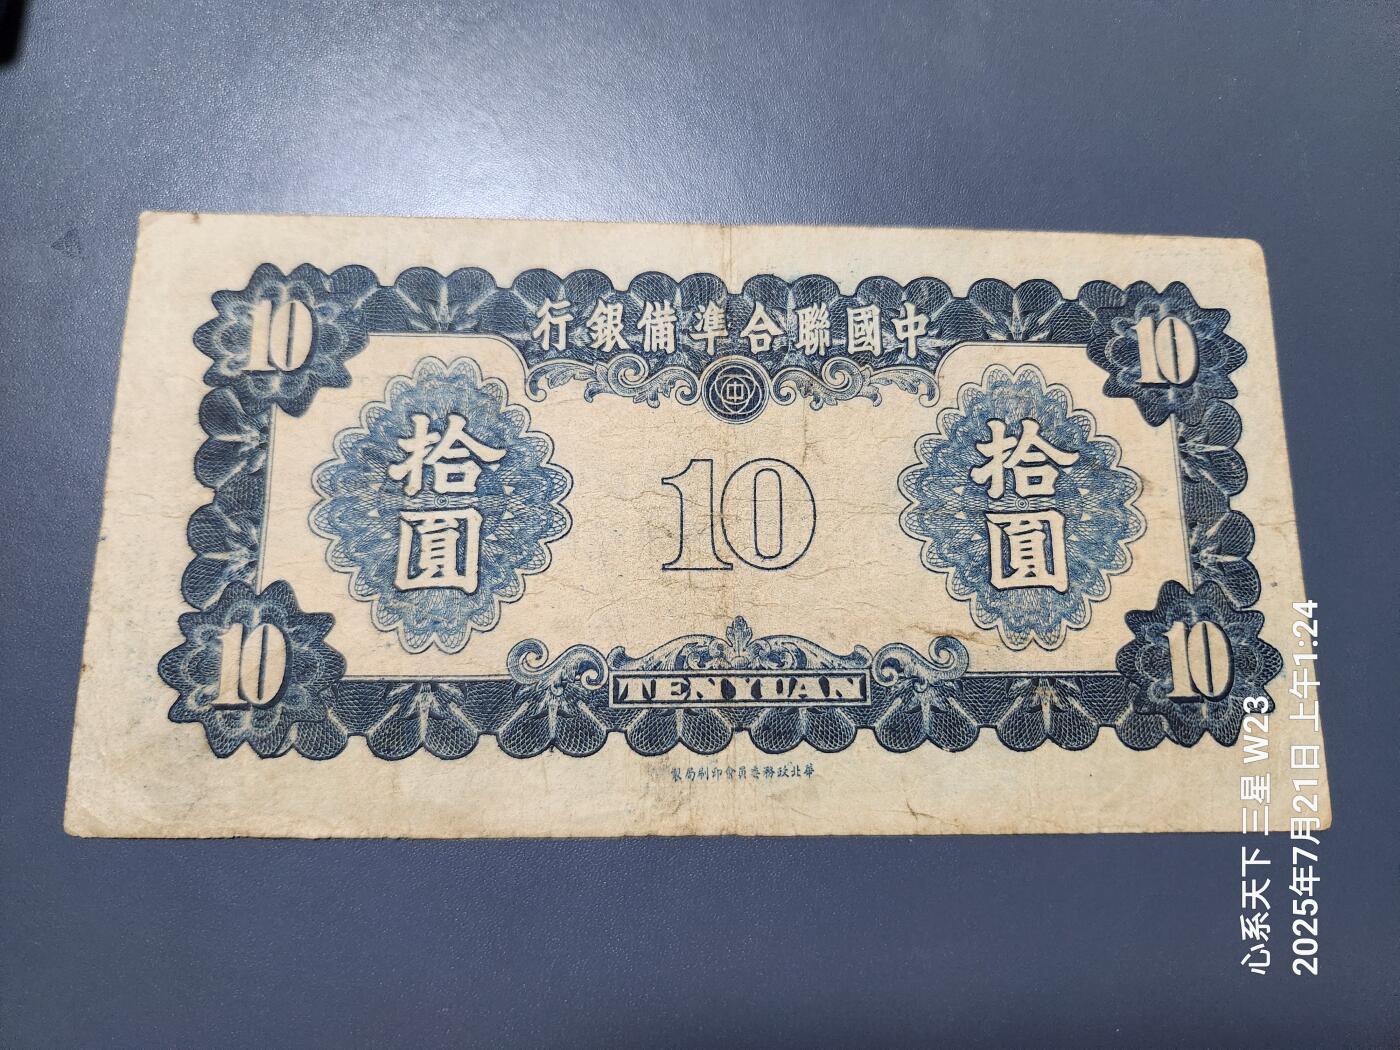 中國聯合準備銀行
10
10
拾圓
10
拾圓
10
10
TEN YUAN
華北政務委員會印刷局製
心系天下 三星 W23
2025年7月21日 上午1:24